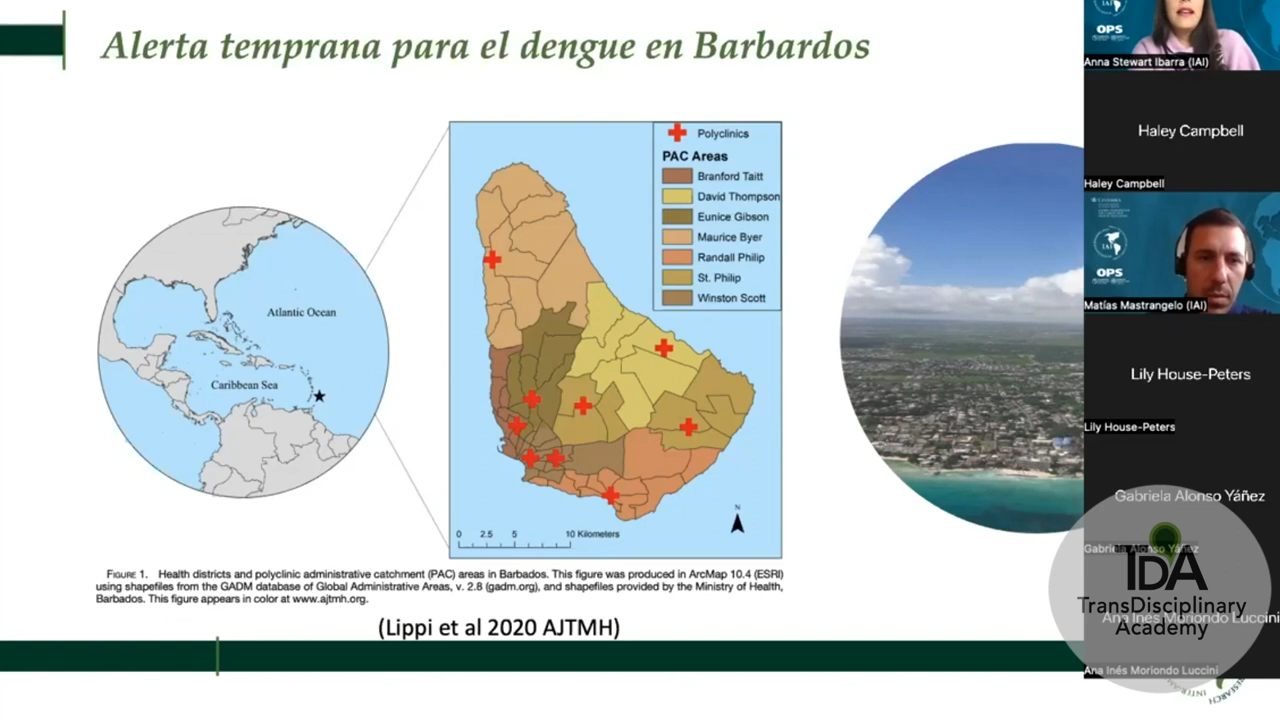 Alerta temprana para el dengue en Barbardos
Atlantic Ocean
Caribbean Sea
Polyclinics
PAC Areas
Branford Taitt
David Thompson
Eunice Gibson
Maurice Byer
Randall Philip
St. Philip
Winston Scott
N
0 2.5 5 10 Kilometers
FIGURE 1. Health districts and polyclinic administrative catchment (PAC) areas in Barbados. This figure was produced in ArcMap 10.4 (ESRI)
using shapefiles from the GADM database of Global Administrative Areas, v. 2.8 (gadm.org), and shapefiles provided by the Ministry of Health,
Barbados. This figure appears in color at www.ajtmh.org.
(Lippi et al 2020 AJTMH)
OPS
Anna Stewart Ibarra (IAI)
Haley Campbell
Haley Campbell
IAI
OPS
Matías Mastrangelo (IAI)
Lily House-Peters
Lily House-Peters
Gabriela Alonso Yáñez
Gabriela Alonso Yáñez
IDA
TransDisciplinary
Academy
Ana Inés Moriondo Luccini
Ana Inés Moriondo Luccini
RESEARCH